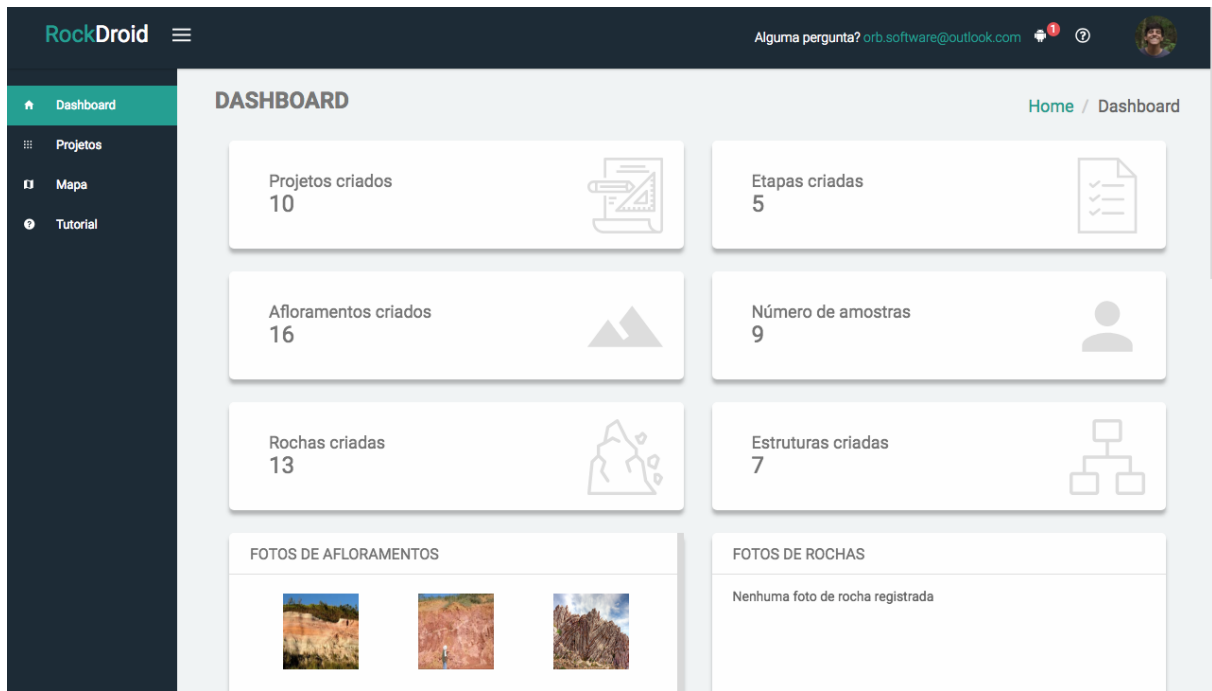 RockDroid
Alguma pergunta? orb.software@outlook.com
1
Dashboard
Projetos
Mapa
Tutorial
DASHBOARD
Home / Dashboard
Projetos criados
10
Etapas criadas
5
Afloramentos criados
16
Número de amostras
9
Rochas criadas
13
Estruturas criadas
7
FOTOS DE AFLORAMENTOS
FOTOS DE ROCHAS
Nenhuma foto de rocha registrada